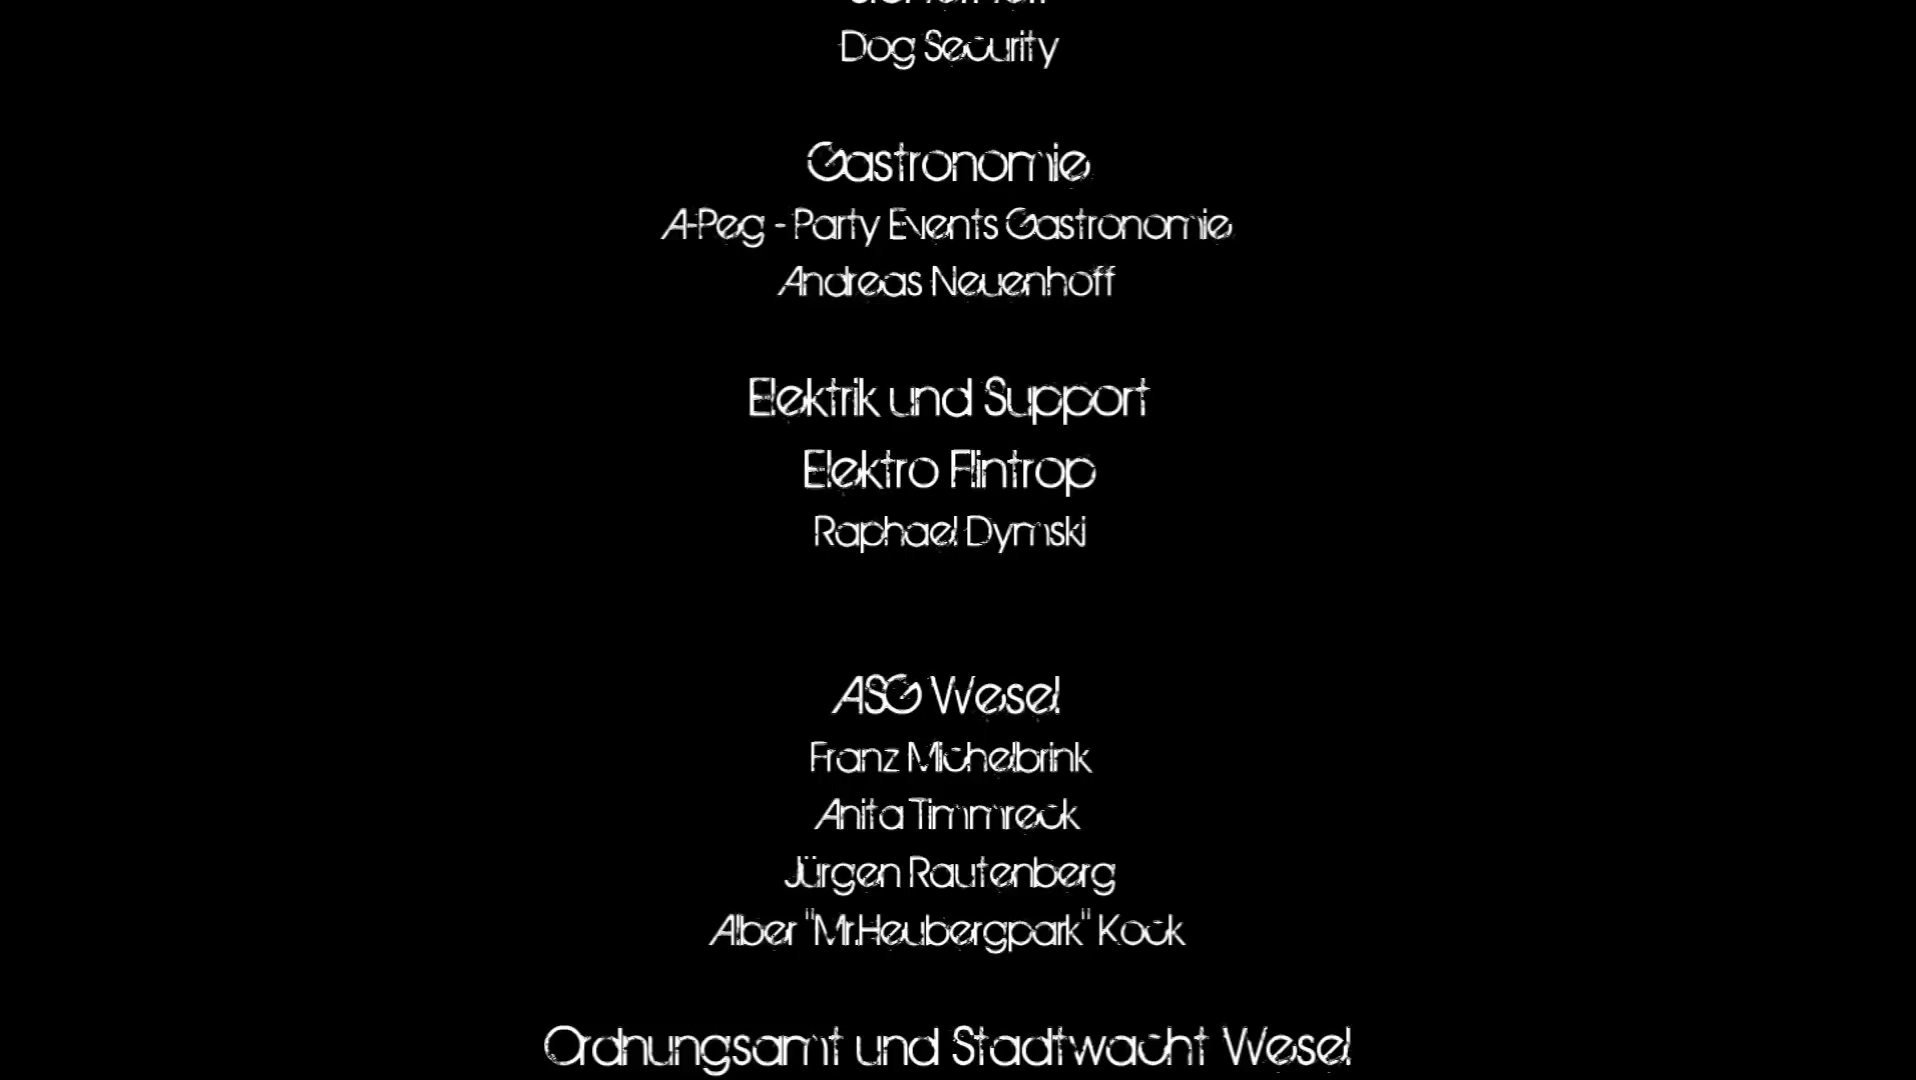 Dog Security
Gastronomie
A-Peg - Party Events Gastronomie
Andreas Neuenhoff
Elektrik und Support
Elektro Flintrop
Raphael Dymski
ASG Wesel
Franz Michelbrink
Anita Timmreck
Jürgen Rautenberg
Alber "Mr.Heubergpark" Kock
Ordnungsamt und Stadtwacht Wesel